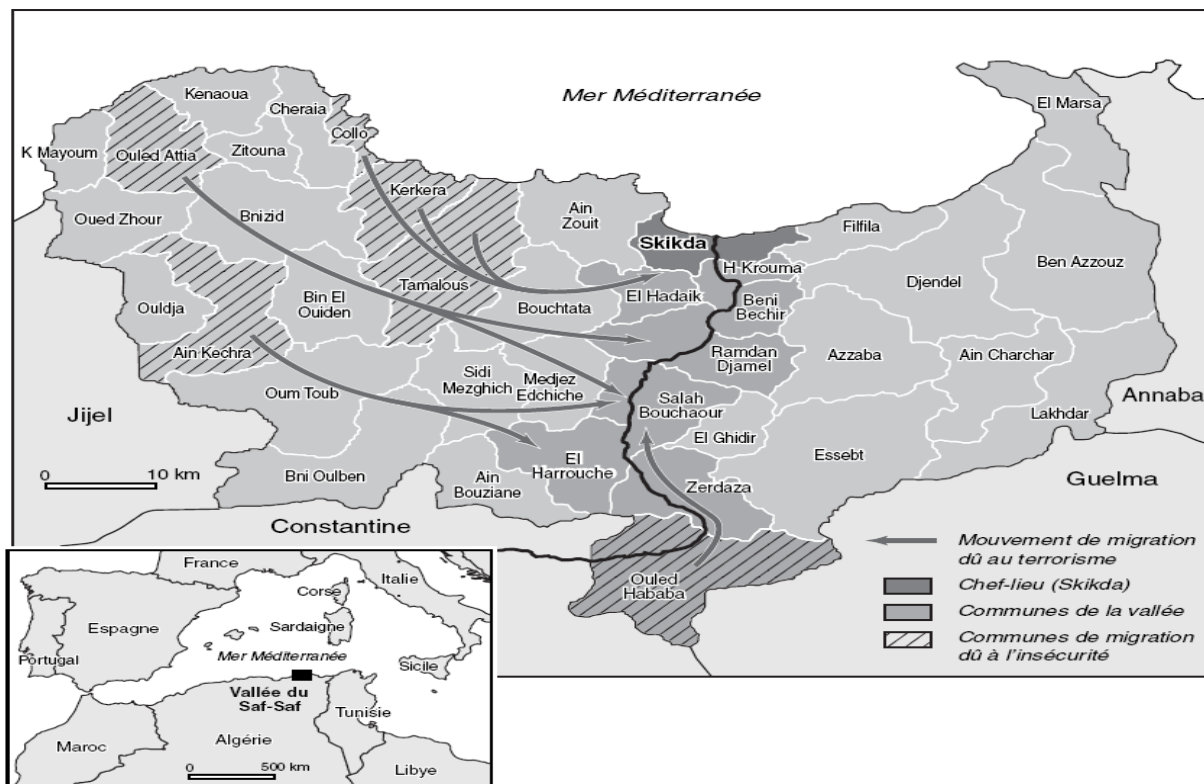 Mer Méditerranée
El Marsa
Kenaoua
Cheraia
Collo
K Mayoum
Ouled Attia
Zitouna
Kerkera
Oued Zhour
Bnizid
Ain
Zouit
Skikda
Filfila
H Krouma
Ben Azzouz
Djendel
Tamalous
Ouldja
Bin El
Ouiden
Bouchtata
El Hadaik
Beni
Bechir
Ain Kechra
Ramdan
Djamel
Azzaba
Ain Charchar
Sidi
Mezghich
Medjez
Edchiche
Oum Toub
Salah
Bouchaour
Annaba
Jijel
Lakhdar
El Ghidir
Essebt
0 10 km
El
Harrouche
Bni Oulben
Ain
Bouziane
Zerdaza
Guelma
Constantine
Ouled
Hababa
Mouvement de migration
dû au terrorisme
Chef-lieu (Skikda)
Communes de la vallée
Communes de migration
dû à l'insécurité
France
Italie
Corse
Espagne
Sardaigne
Portugal
Mer Méditerranée
Sicile
Vallée du
Saf-Saf
Tunisie
Maroc
Algérie
0 500 km
Libye